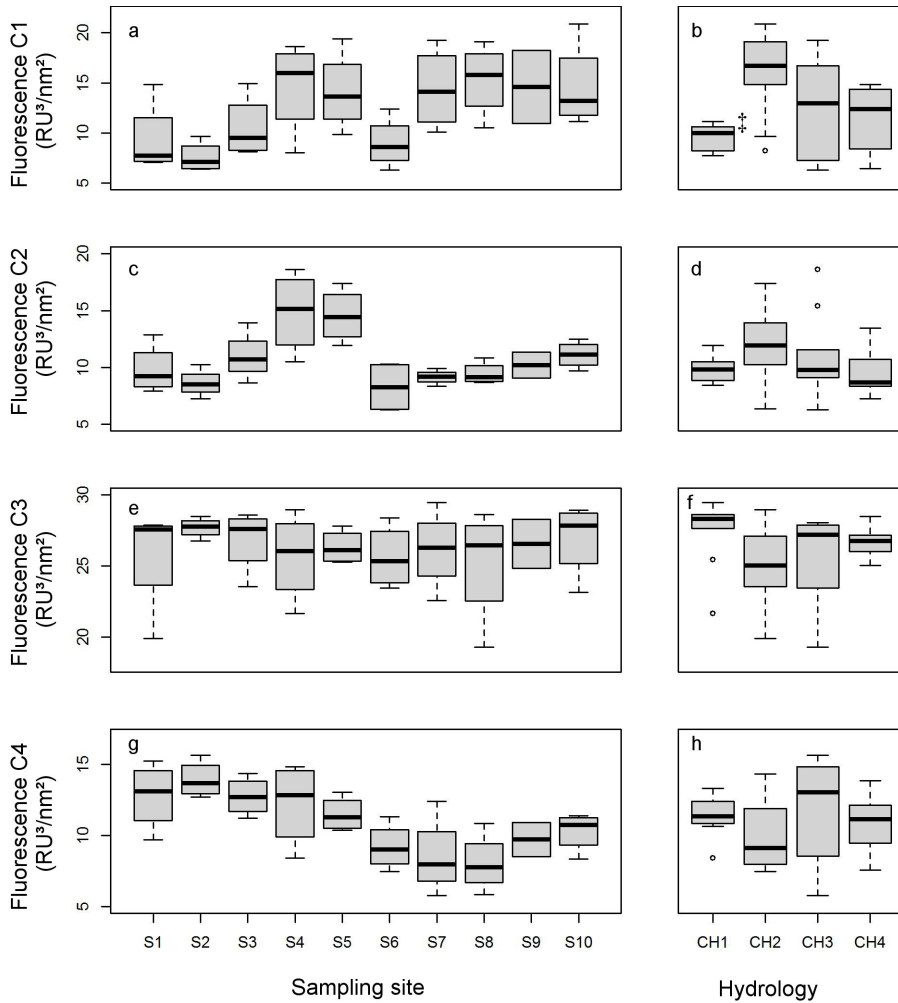 Fluorescence C1
(RU³/nm²)
20
15
10
5
a
b
‡
Fluorescence C2
(RU³/nm²)
20
15
10
5
c
d
Fluorescence C3
(RU³/nm²)
30
25
20
e
f
Fluorescence C4
(RU³/nm²)
15
10
5
g
h
S1 S2 S3 S4 S5 S6 S7 S8 S9 S10
CH1 CH2 CH3 CH4
Sampling site
Hydrology